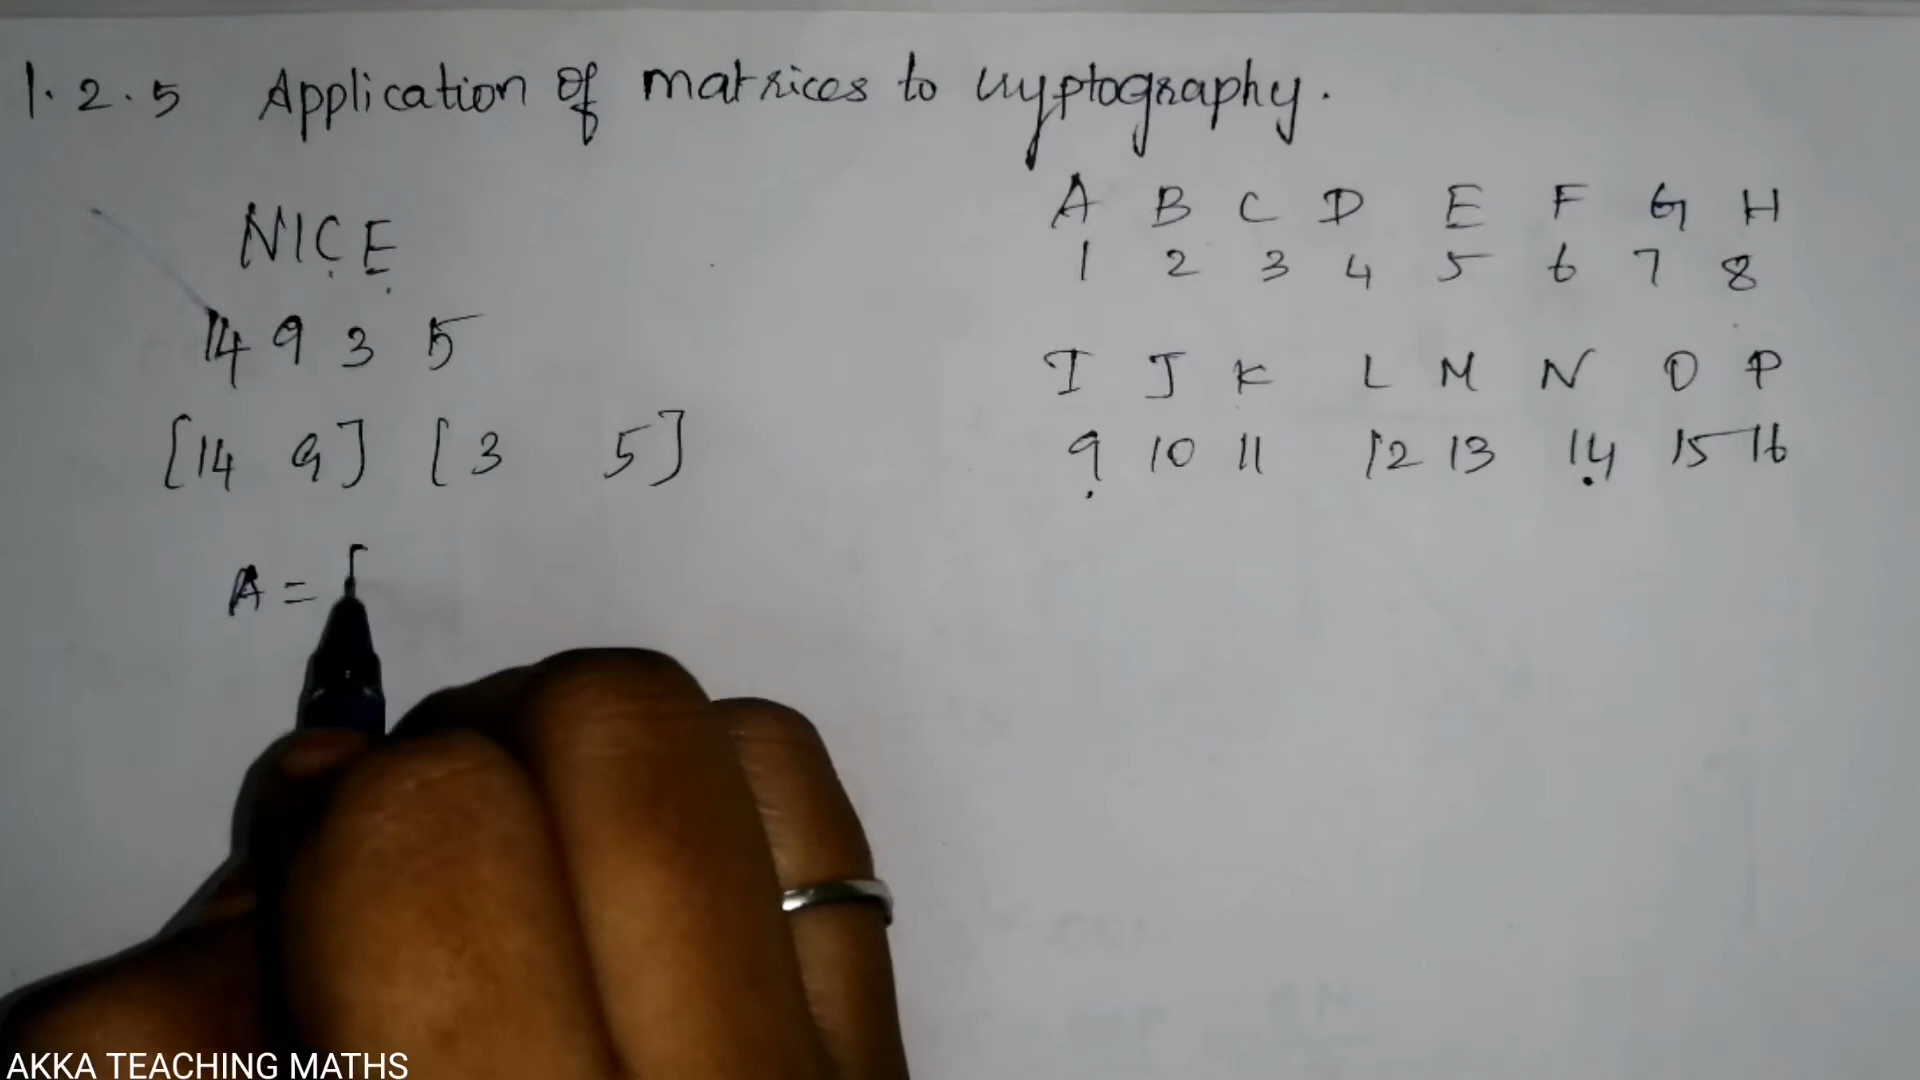 1.2.5 Application of matrices to cryptography.
NICE
14 9 3 5
[14 9] [3 5]
A = [
A B C D E F G H
1 2 3 4 5 6 7 8
I J K L M N O P
9 10 11 12 13 14 15 16
AKKA TEACHING MATHS